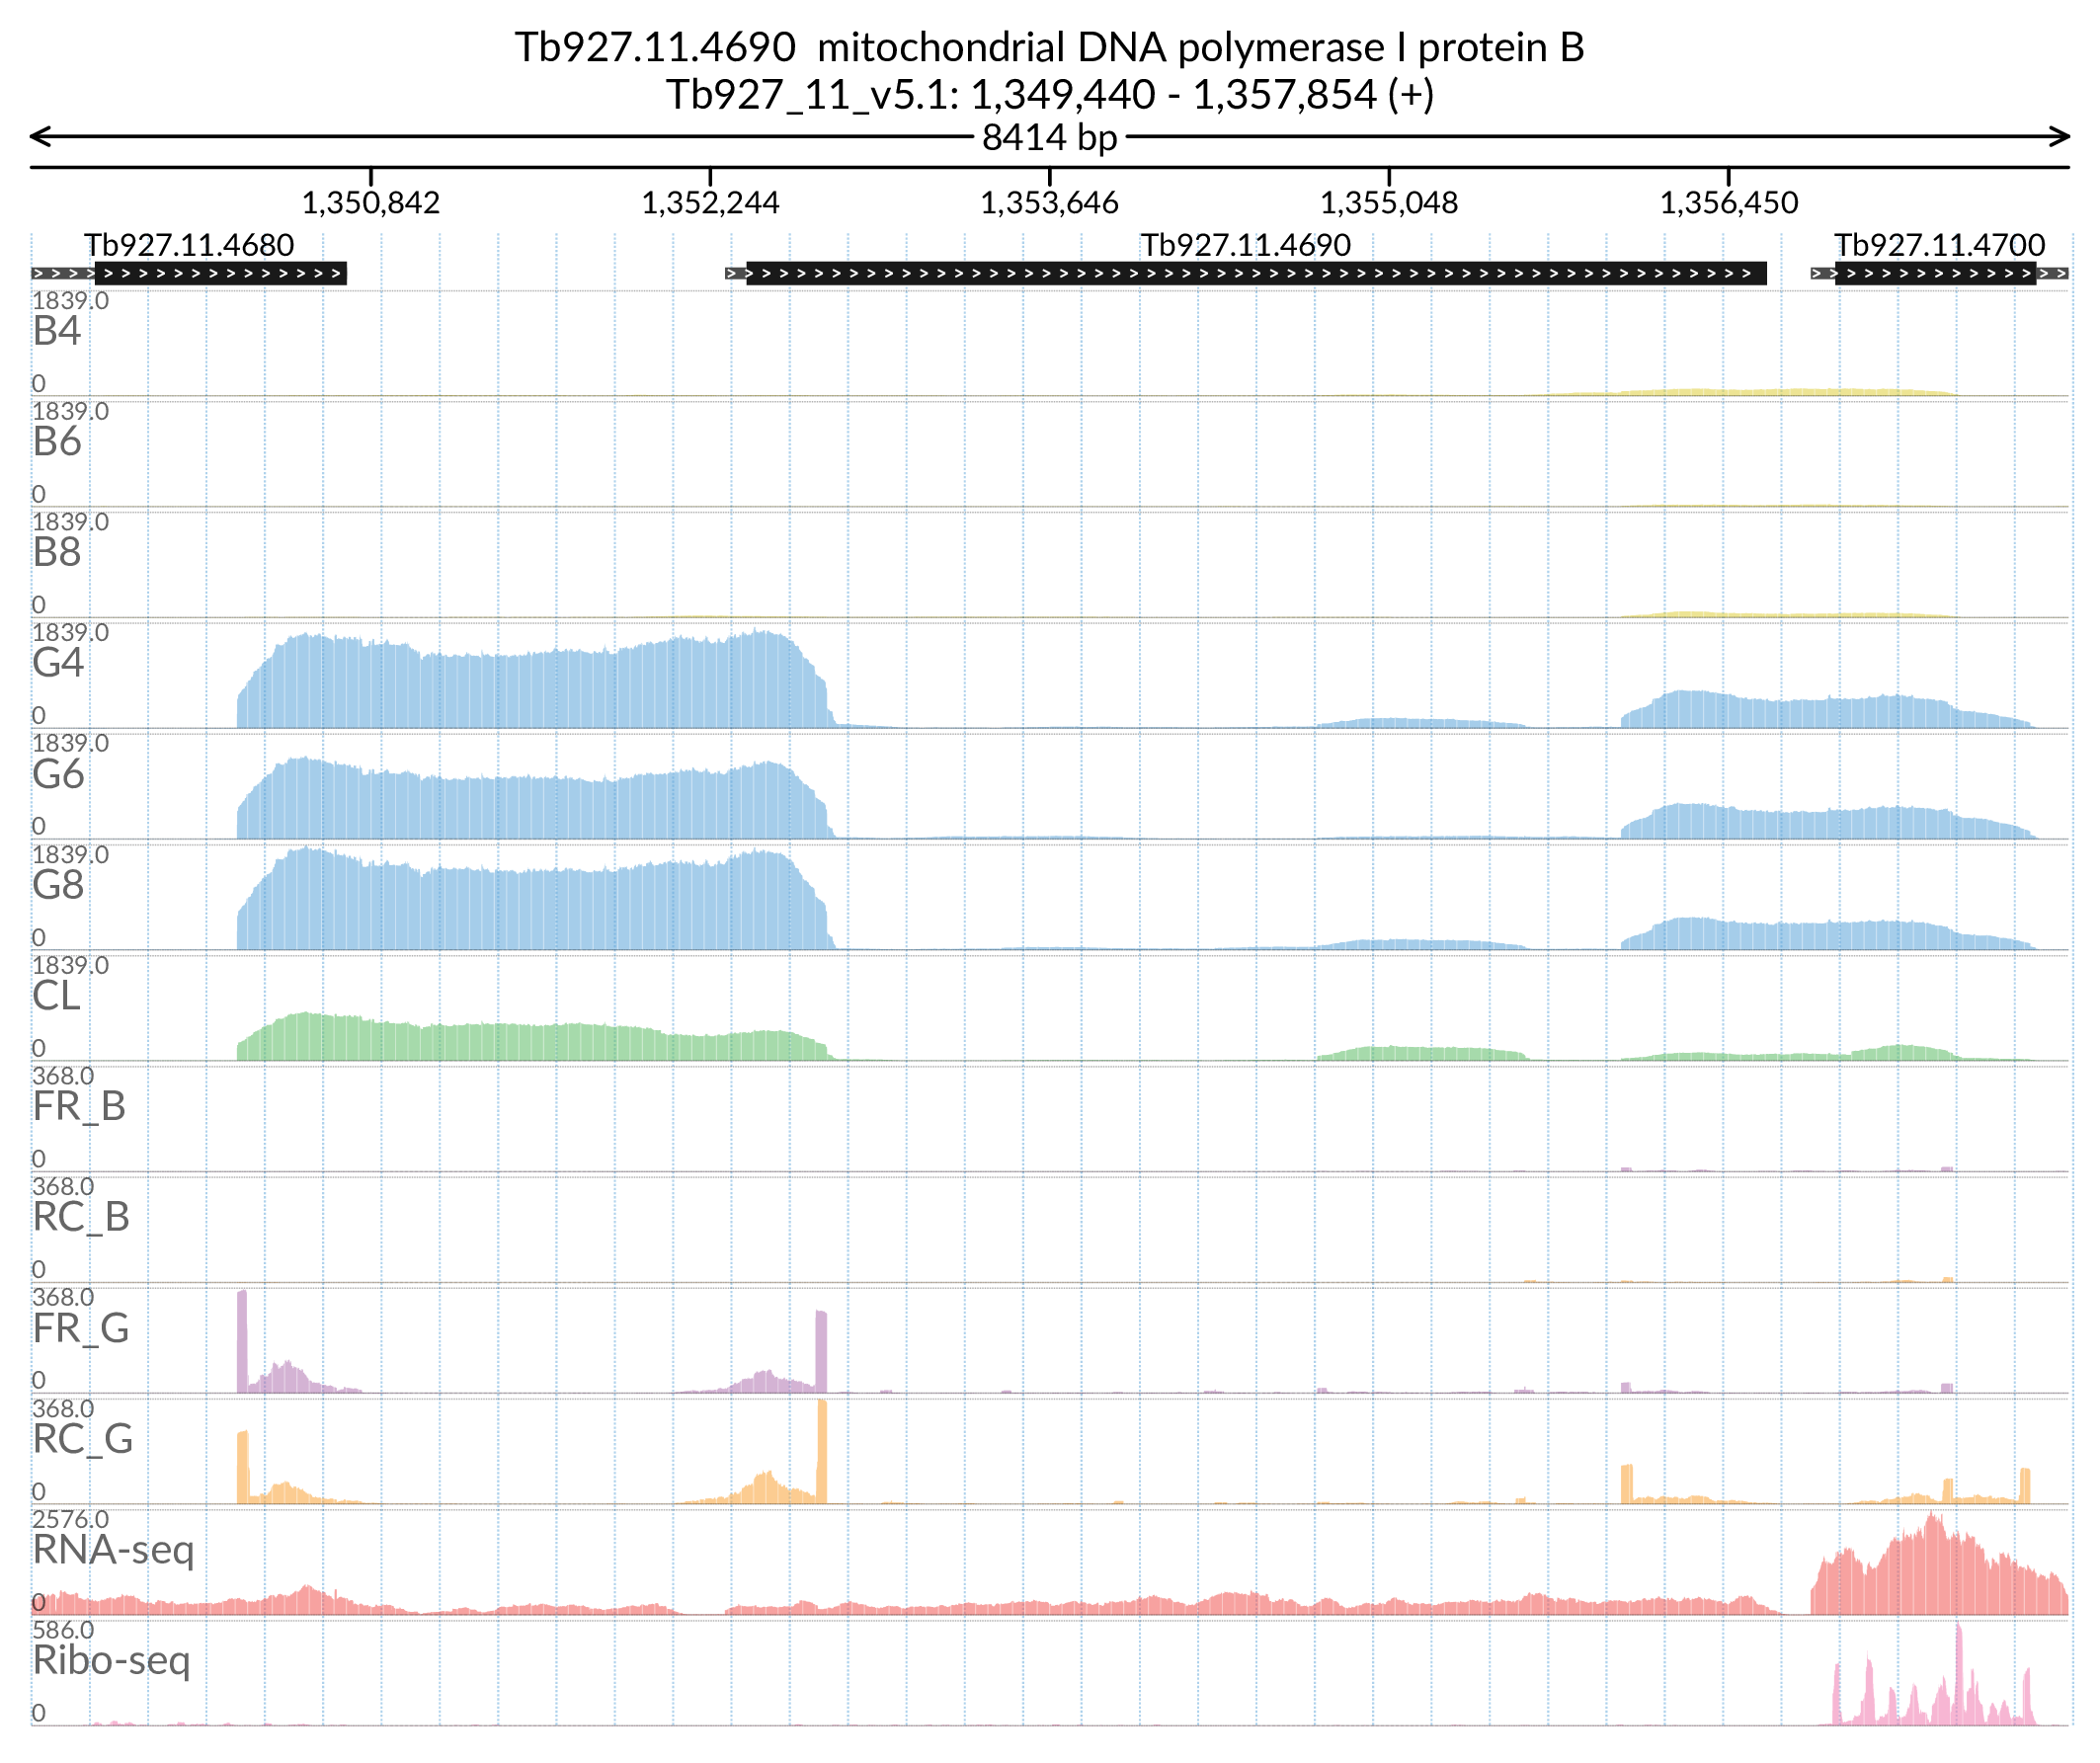 Tb927.11.4690 mitochondrial DNA polymerase I protein B
Tb927_11_v5.1: 1,349,440 - 1,357,854 (+)
8414 bp
1,350,842 1,352,244 1,353,646 1,355,048 1,356,450
Tb927.11.4680 Tb927.11.4690 Tb927.11.4700
1839.0
B4
0
1839.0
B6
0
1839.0
B8
0
1839.0
G4
0
1839.0
G6
0
1839.0
G8
0
1839.0
CL
0
368.0
FR_B
0
368.0
RC_B
0
368.0
FR_G
0
368.0
RC_G
0
2576.0
RNA-seq
0
586.0
Ribo-seq
0